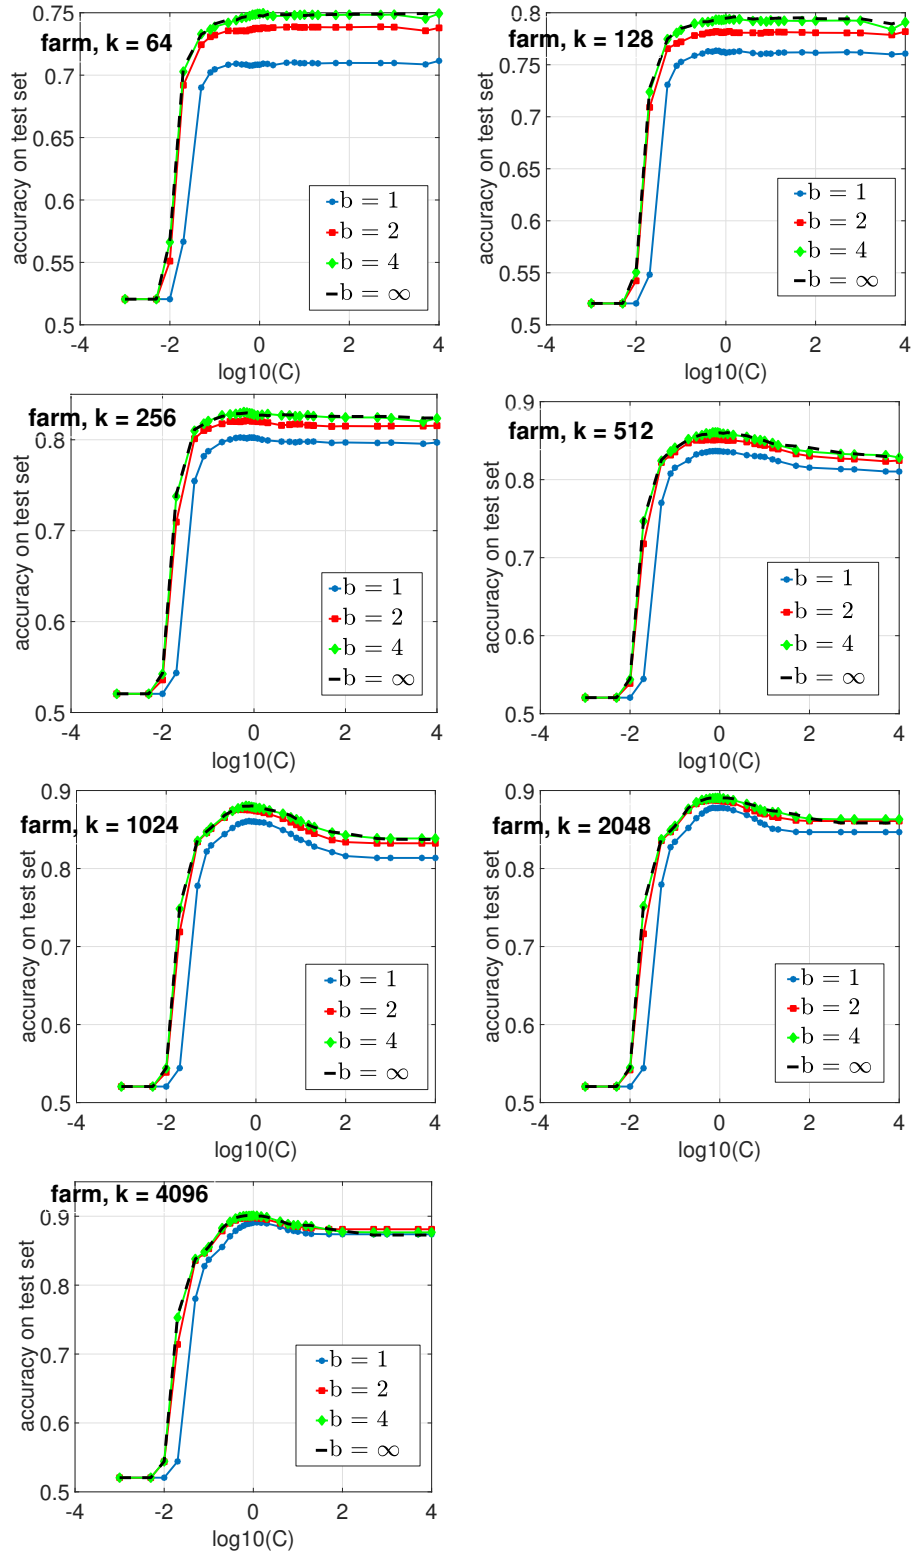 farm, k = 64
accuracy on test set
0.75
0.7
0.65
0.6
0.55
0.5
b = 1
b = 2
b = 4
b = ∞
-4 -2 0 2 4
log10(C)
farm, k = 128
accuracy on test set
0.8
0.75
0.7
0.65
0.6
0.55
0.5
b = 1
b = 2
b = 4
b = ∞
-4 -2 0 2 4
log10(C)
farm, k = 256
accuracy on test set
0.8
0.7
0.6
0.5
b = 1
b = 2
b = 4
b = ∞
-4 -2 0 2 4
log10(C)
farm, k = 512
accuracy on test set
0.9
0.8
0.7
0.6
0.5
b = 1
b = 2
b = 4
b = ∞
-4 -2 0 2 4
log10(C)
farm, k = 1024
accuracy on test set
0.9
0.8
0.7
0.6
0.5
b = 1
b = 2
b = 4
b = ∞
-4 -2 0 2 4
log10(C)
farm, k = 2048
accuracy on test set
0.9
0.8
0.7
0.6
0.5
b = 1
b = 2
b = 4
b = ∞
-4 -2 0 2 4
log10(C)
farm, k = 4096
accuracy on test set
0.9
0.8
0.7
0.6
0.5
b = 1
b = 2
b = 4
b = ∞
-4 -2 0 2 4
log10(C)